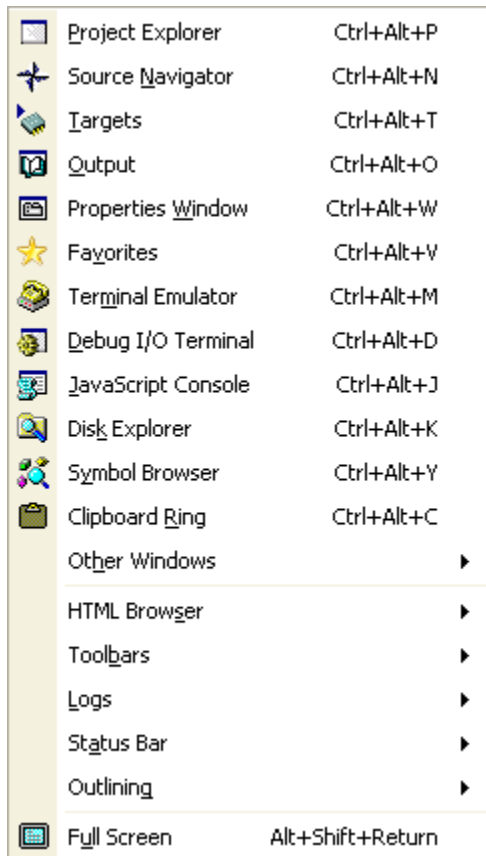 Project Explorer Ctrl+Alt+P
Source Navigator Ctrl+Alt+N
Targets Ctrl+Alt+T
Output Ctrl+Alt+O
Properties Window Ctrl+Alt+W
Favorites Ctrl+Alt+V
Terminal Emulator Ctrl+Alt+M
Debug I/O Terminal Ctrl+Alt+D
JavaScript Console Ctrl+Alt+J
Disk Explorer Ctrl+Alt+K
Symbol Browser Ctrl+Alt+Y
Clipboard Ring Ctrl+Alt+C
Other Windows
HTML Browser
Toolbars
Logs
Status Bar
Outlining
Full Screen Alt+Shift+Return